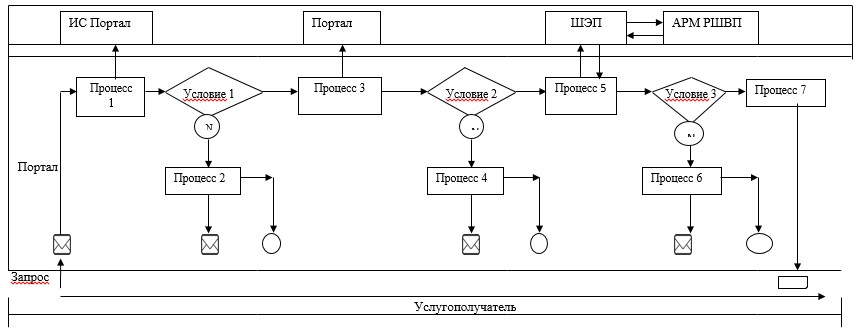 ИС Портал
Портал
ШЭП
АРМ РШВП
Процесс
1
Условие 1
Процесс 3
Условие 2
Процесс 5
Условие 3
Процесс 7
N
Портал
Процесс 2
Процесс 4
Процесс 6
Запрос
Услугополучатель